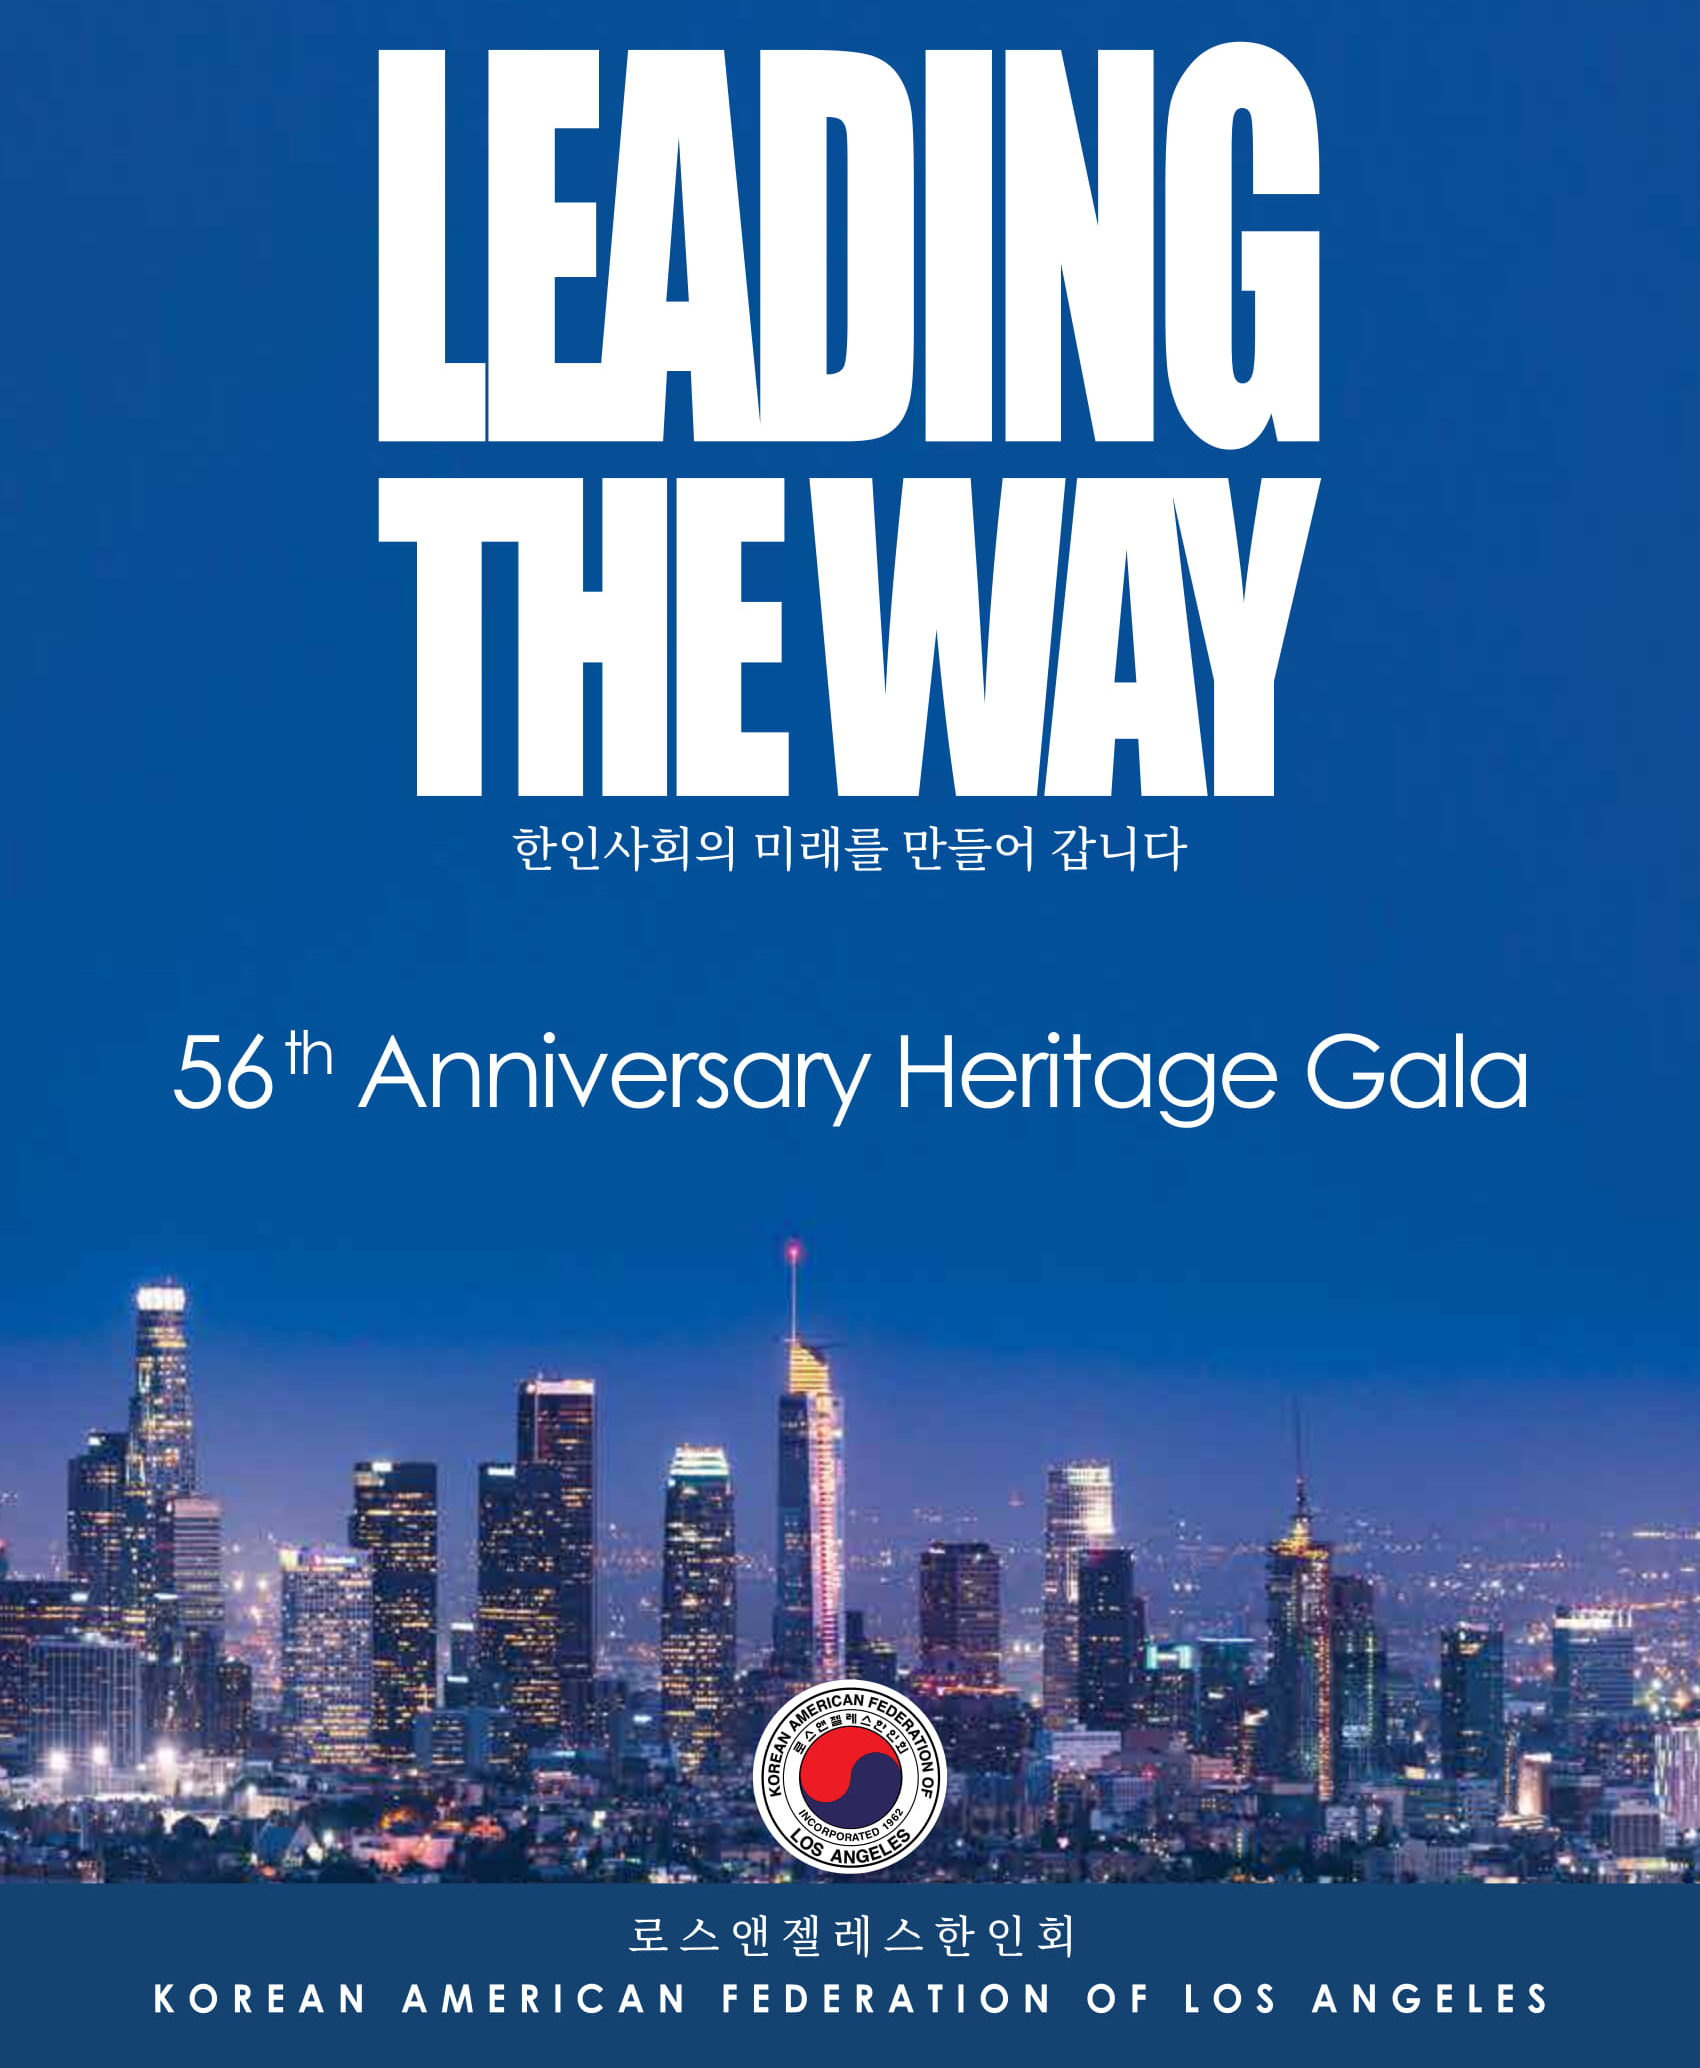 LEADING
THE WAY
한인사회의 미래를 만들어 갑니다
56th Anniversary Heritage Gala
KOREAN AMERICAN FEDERATION OF
로스앤젤레스한인회
INCORPORATED 1962
LOS ANGELES
로스앤젤레스한인회
KOREAN AMERICAN FEDERATION OF LOS ANGELES